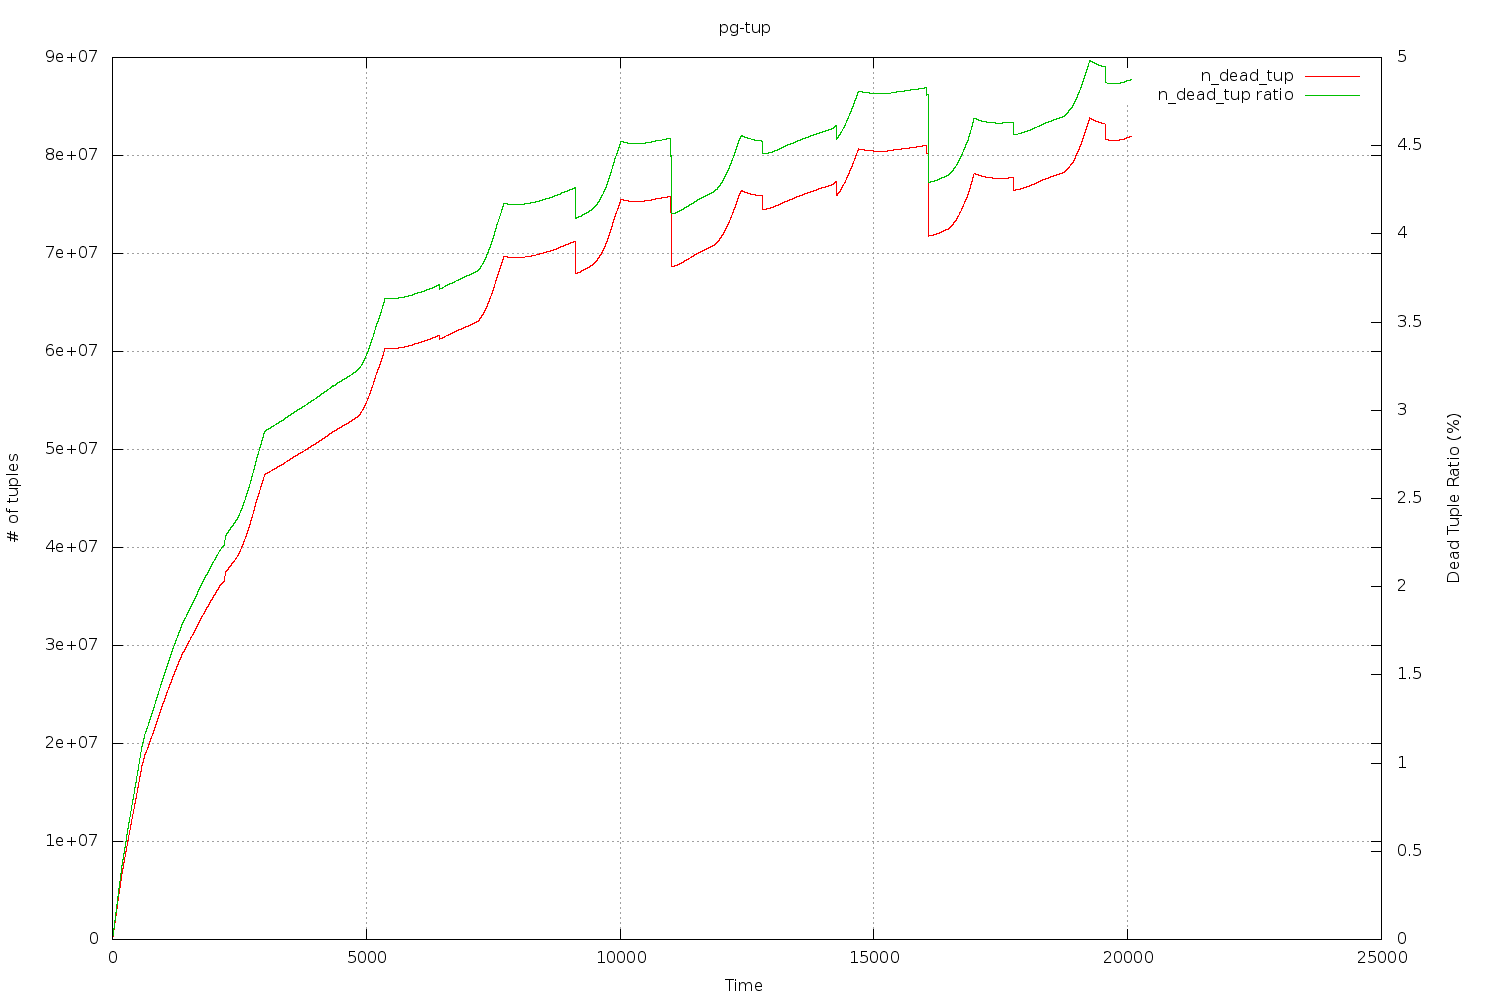 pg-tup
n_dead_tup
n_dead_tup ratio
9e+07
8e+07
7e+07
6e+07
5e+07
4e+07
3e+07
2e+07
1e+07
0
# of tuples
5
4.5
4
3.5
3
2.5
2
1.5
1
0.5
0
Dead Tuple Ratio (%)
0 5000 10000 15000 20000 25000
Time